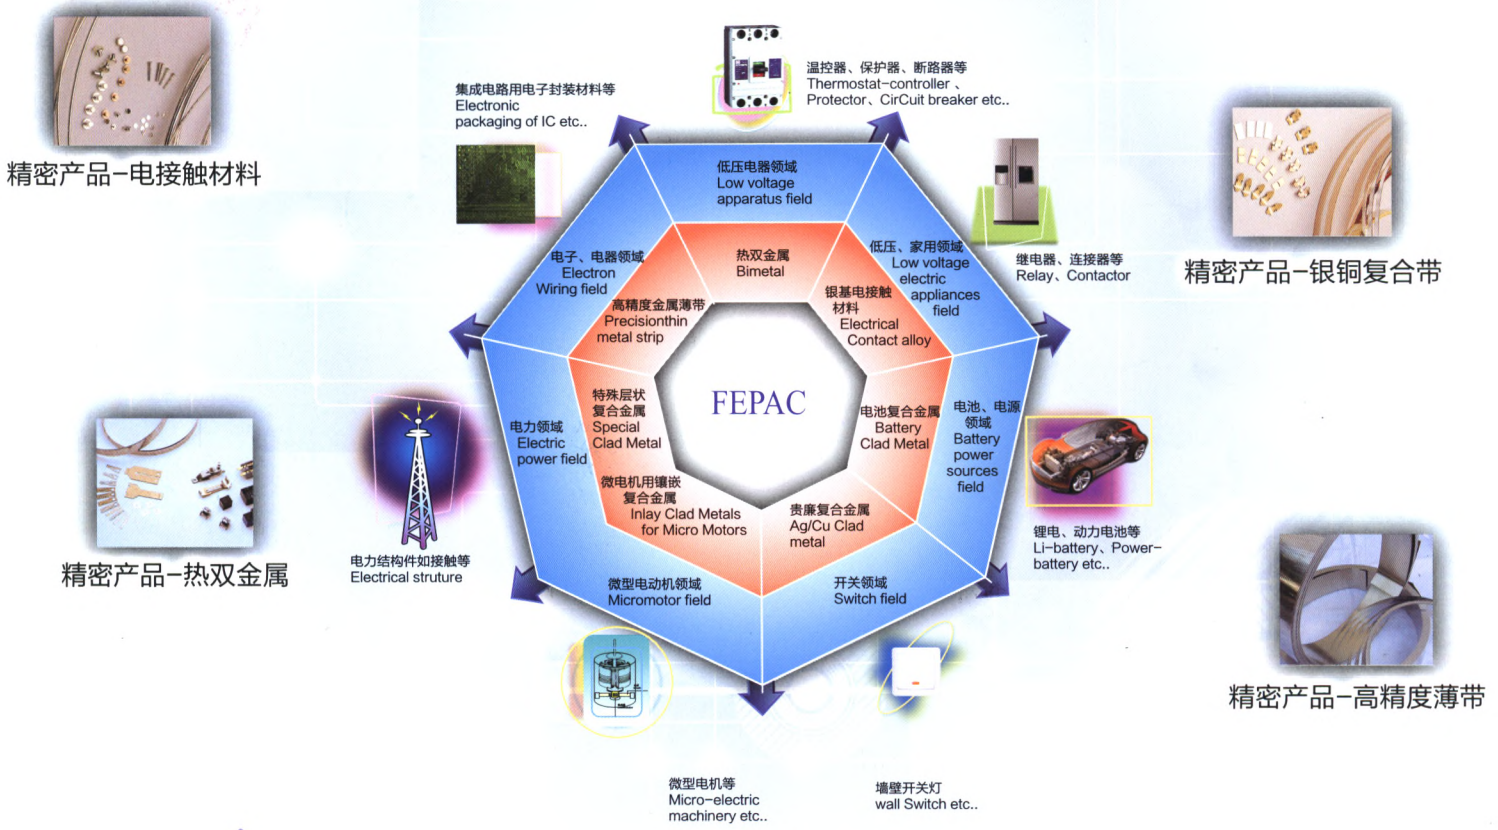 精密产品–电接触材料
集成电路用电子封装材料等
Electronic
packaging of IC etc..
温控器、保护器、断路器等
Thermostat–controller 、
Protector、CirCuit breaker etc..
继电器、连接器等
Relay、Contactor
精密产品–银铜复合带
低压电器领域
Low voltage
apparatus field
电子、电器领域
Electron
Wiring field
低压、家用领域
Low voltage
electric
appliances
field
热双金属
Bimetal
高精度金属薄带
Precisionthin
metal strip
银基电接触
材料
Electrical
Contact alloy
FEPAC
特殊层状
复合金属
Special
Clad Metal
电池复合金属
Battery
Clad Metal
电力领域
Electric
power field
电池、电源
领域
Battery
power
sources
field
微电机用镶嵌
复合金属
Inlay Clad Metals
for Micro Motors
贵廉复合金属
Ag/Cu Clad
metal
微型电动机领域
Micromotor field
开关领域
Switch field
电力结构件如接触等
Electrical struture
锂电、动力电池等
Li–battery、Power–
battery etc..
精密产品–热双金属
精密产品–高精度薄带
微型电机等
Micro–electric
machinery etc..
墙壁开关灯
wall Switch etc..